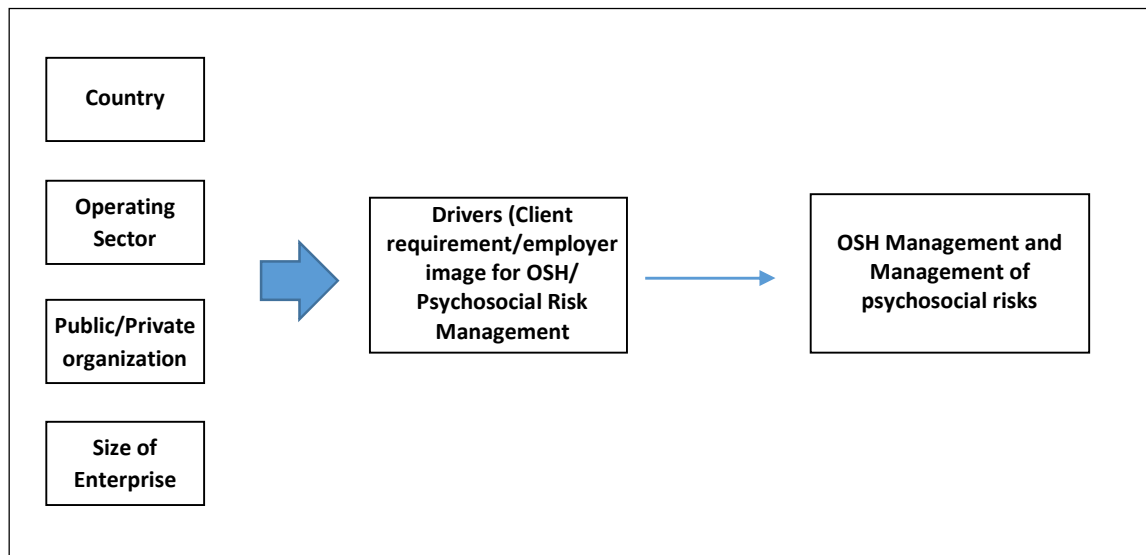 Country
Operating
Sector
Public/Private
organization
Size of
Enterprise
Drivers (Client
requirement/employer
image for OSH/
Psychosocial Risk
Management
OSH Management and
Management of
psychosocial risks